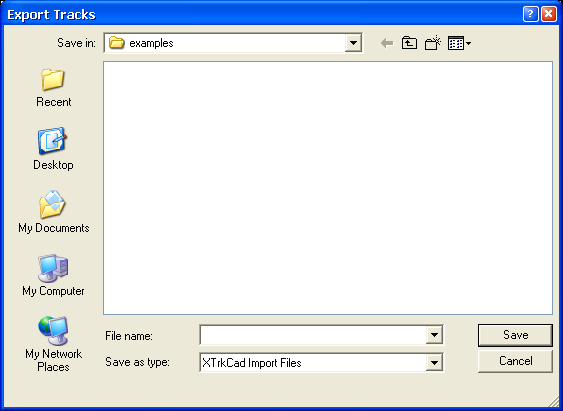 Export Tracks
Save in: examples
Recent
Desktop
My Documents
My Computer
My Network
Places
File name:
Save
Save as type: XTrkCad Import Files
Cancel